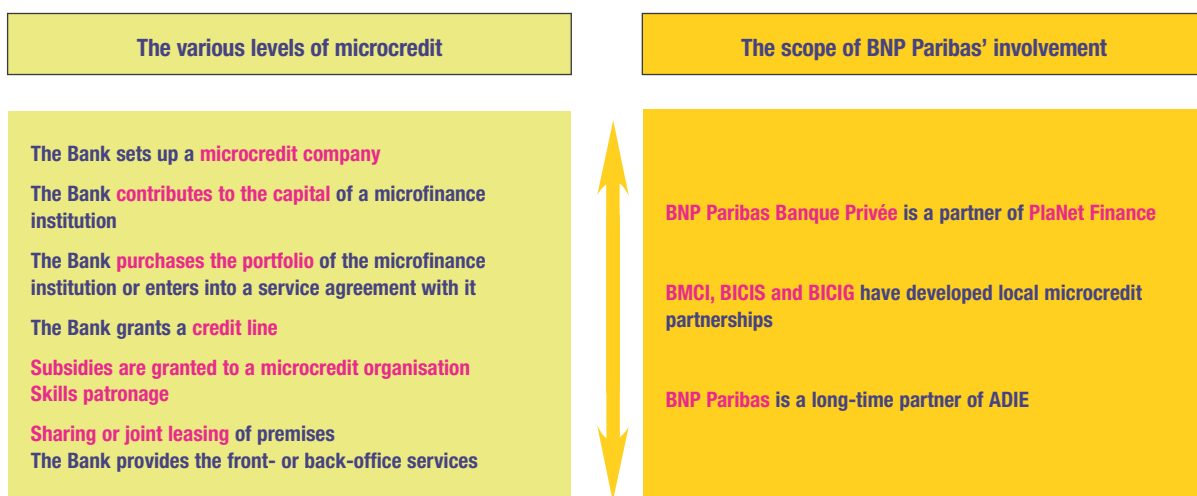 The various levels of microcredit
The Bank sets up a microcredit company
The Bank contributes to the capital of a microfinance
institution
The Bank purchases the portfolio of the microfinance
institution or enters into a service agreement with it
The Bank grants a credit line
Subsidies are granted to a microcredit organisation
Skills patronage
Sharing or joint leasing of premises
The Bank provides the front- or back-office services
The scope of BNP Paribas’ involvement
BNP Paribas Banque Privée is a partner of PlaNet Finance
BMCI, BICIS and BICIG have developed local microcredit
partnerships
BNP Paribas is a long-time partner of ADIE